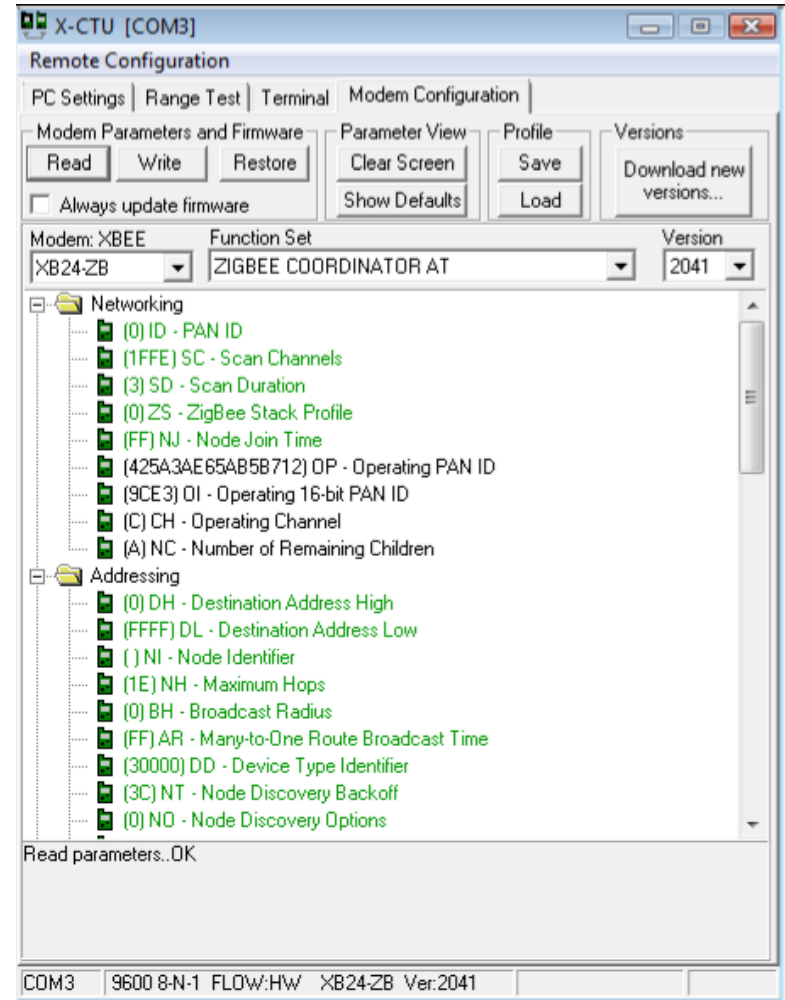 X-CTU [COM3]
Remote Configuration
PC Settings Range Test Terminal Modem Configuration
Modem Parameters and Firmware Parameter View Profile Versions
Read Write Restore Clear Screen Save Download new versions...
Always update firmware Show Defaults Load
Modem: XBEE Function Set Version
XB24-ZB ZIGBEE COORDINATOR AT 2041
Networking
(0) ID - PAN ID
(1FFE) SC - Scan Channels
(3) SD - Scan Duration
(0) ZS - ZigBee Stack Profile
(FF) NJ - Node Join Time
(425A3AE65AB5B712) OP - Operating PAN ID
(9CE3) OI - Operating 16-bit PAN ID
(C) CH - Operating Channel
(A) NC - Number of Remaining Children
Addressing
(0) DH - Destination Address High
(FFFF) DL - Destination Address Low
( ) NI - Node Identifier
(1E) NH - Maximum Hops
(0) BH - Broadcast Radius
(FF) AR - Many-to-One Route Broadcast Time
(30000) DD - Device Type Identifier
(3C) NT - Node Discovery Backoff
(0) NO - Node Discovery Options
Read parameters..OK
COM3 9600 8-N-1 FLOW:HW XB24-ZB Ver:2041